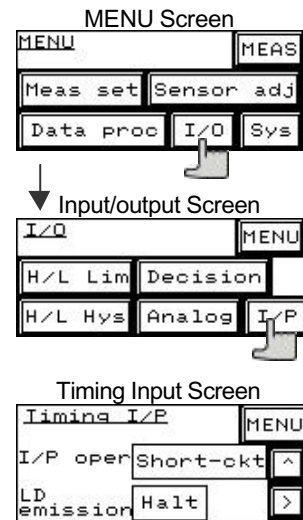 MENU Screen
MENU MEAS
Meas set Sensor adj
Data proc I/O Sys
Input/output Screen
I/O MENU
H/L Lim Decision
H/L Hys Analog I/P
Timing Input Screen
Timing I/P MENU
I/P oper Short-ckt ^
LD
emission Halt >